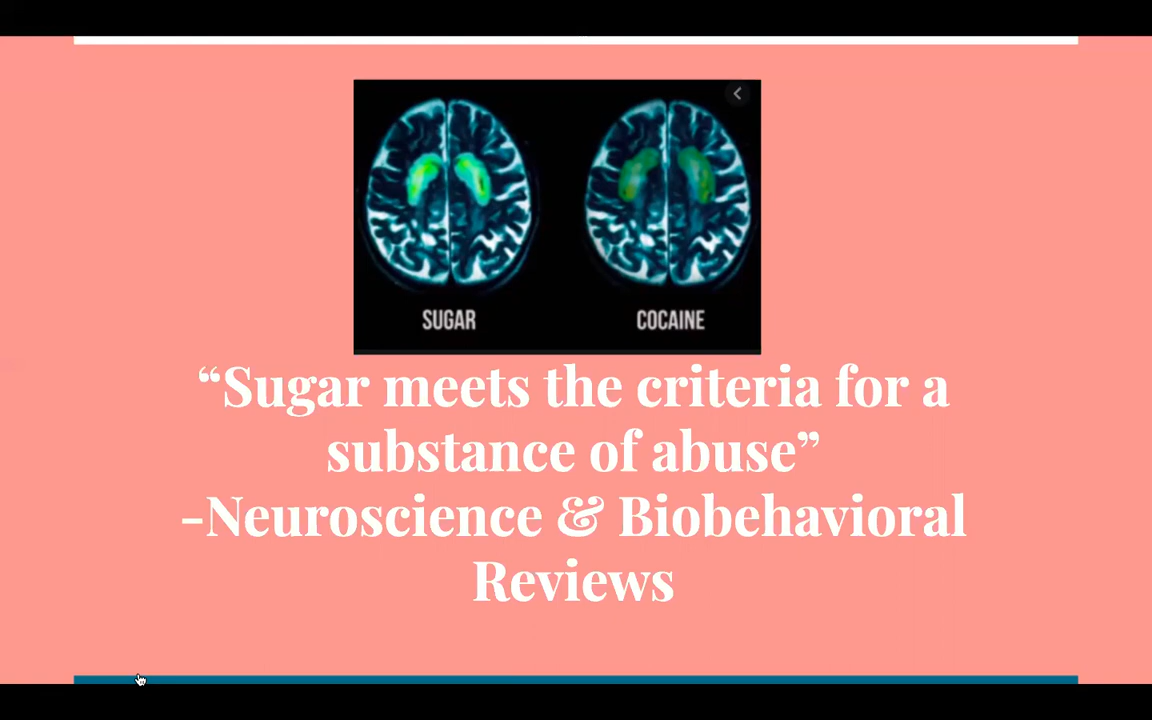 SUGAR COCAINE
“Sugar meets the criteria for a
substance of abuse”
-Neuroscience & Biobehavioral
Reviews